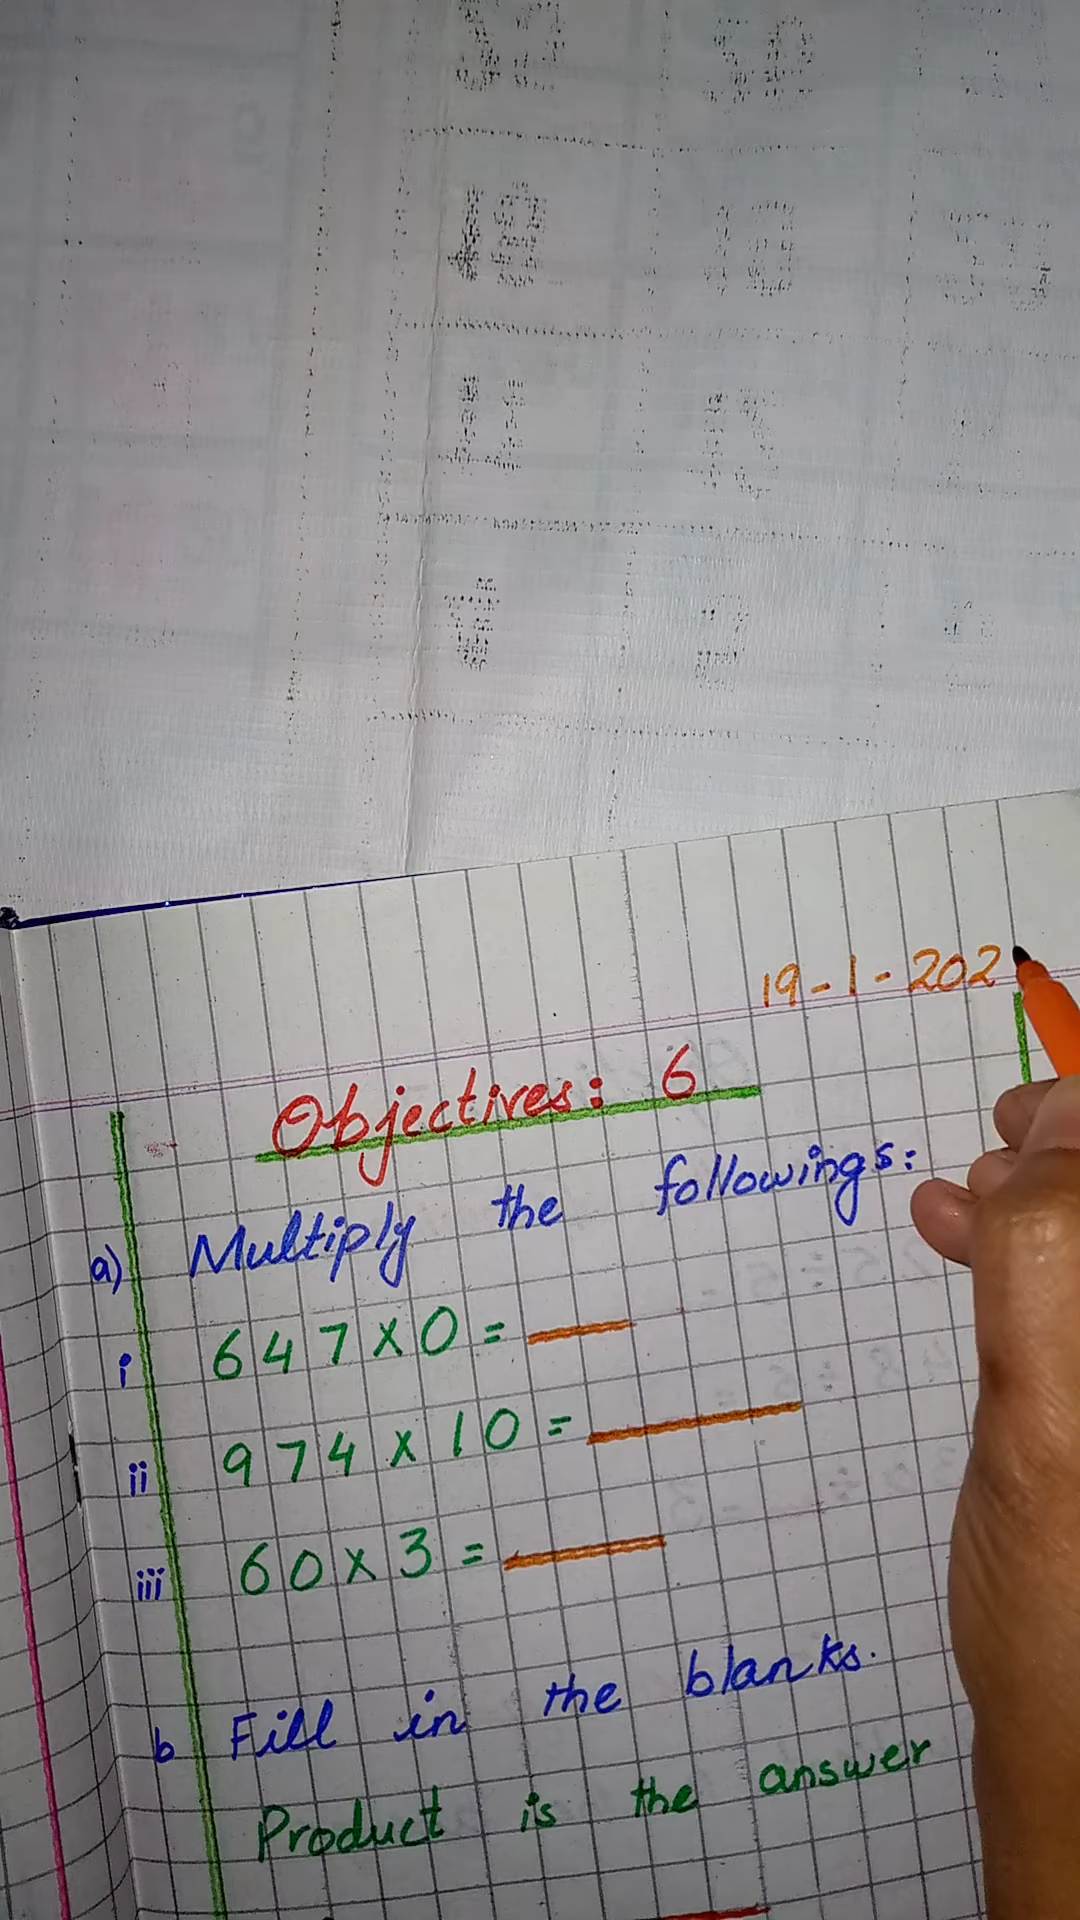 19-1-202
Objectives: 6
a) Multiply the followings:
i 647×0=
ii 974×10=
iii 60×3=
b Fill in the blanks.
Product is the answer